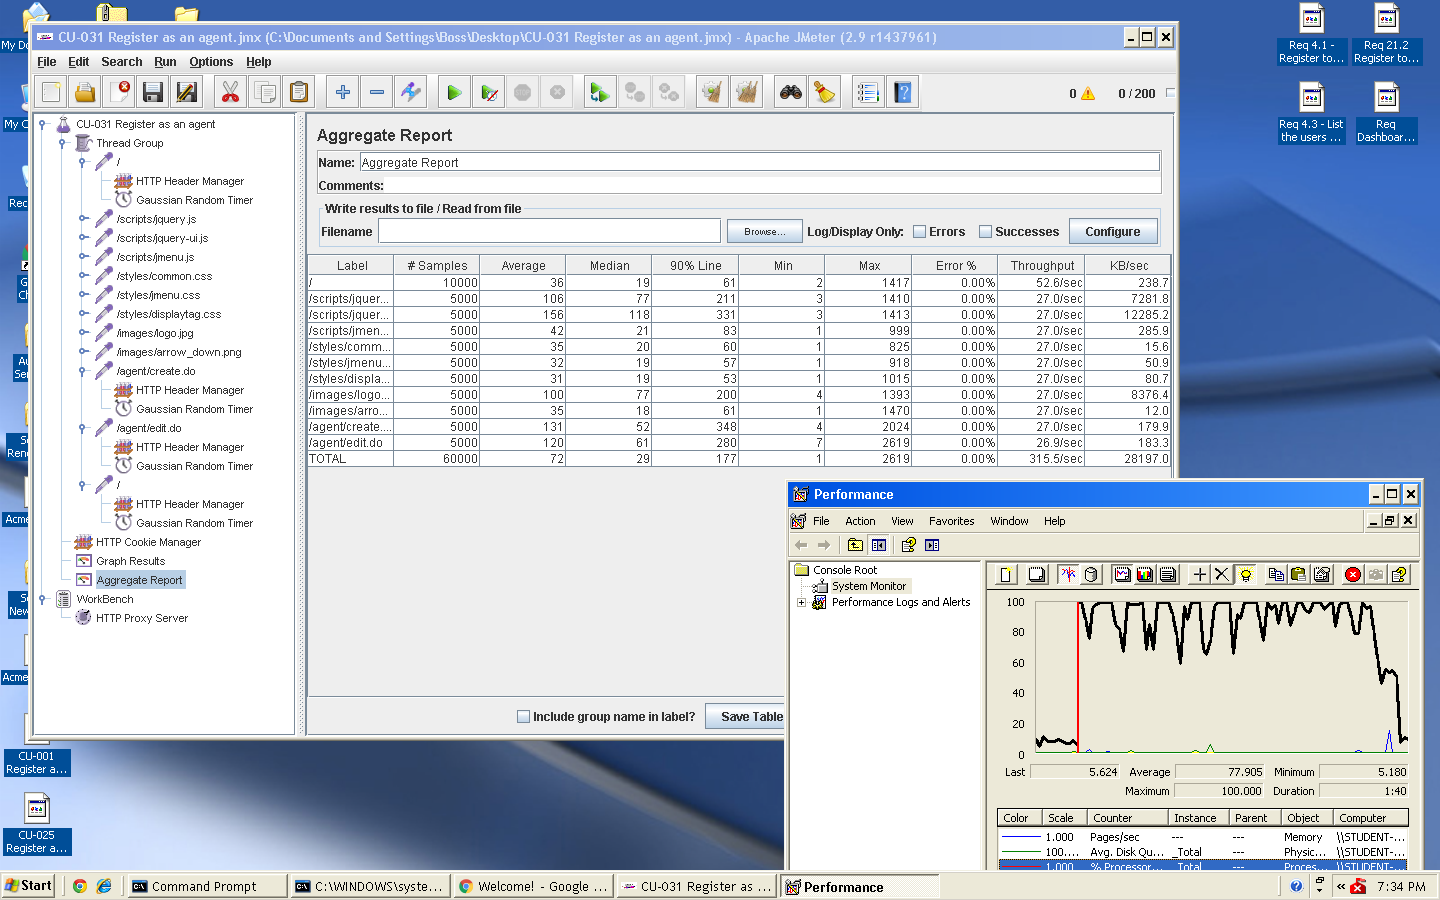 My Do
CU-031 Register as an agent.jmx (C:\Documents and Settings\Boss\Desktop\CU-031 Register as an agent.jmx) - Apache JMeter (2.9 r1437961)
File Edit Search Run Options Help
0 0 / 200
My C
Rec
G
Ch
Au
Se
Se
Ren
Acme
Sc
New
Acme
CU-001
Register a...
CU-025
Register a...
Req 4.1 -
Register to...
Req 21.2
Register to...
Req 4.3 - List
the users ...
Req
Dashboar...
CU-031 Register as an agent
Thread Group
/
HTTP Header Manager
Gaussian Random Timer
/scripts/jquery.js
/scripts/jquery-ui.js
/scripts/jmenu.js
/styles/common.css
/styles/jmenu.css
/styles/displaytag.css
/images/logo.jpg
/images/arrow_down.png
/agent/create.do
HTTP Header Manager
Gaussian Random Timer
/agent/edit.do
HTTP Header Manager
Gaussian Random Timer
/
HTTP Header Manager
Gaussian Random Timer
HTTP Cookie Manager
Graph Results
Aggregate Report
WorkBench
HTTP Proxy Server
Aggregate Report
Name: Aggregate Report
Comments:
Write results to file / Read from file
Filename Browse... Log/Display Only: Errors Successes Configure
Label # Samples Average Median 90% Line Min Max Error % Throughput KB/sec
/ 10000 36 19 61 2 1417 0.00% 52.6/sec 238.7
/scripts/jquer... 5000 106 77 211 3 1410 0.00% 27.0/sec 7281.8
/scripts/jquer... 5000 156 118 331 3 1413 0.00% 27.0/sec 12285.2
/scripts/jmen... 5000 42 21 83 1 999 0.00% 27.0/sec 285.9
/styles/comm... 5000 35 20 60 1 825 0.00% 27.0/sec 15.6
/styles/jmenu... 5000 32 19 57 1 918 0.00% 27.0/sec 50.9
/styles/displa... 5000 31 19 53 1 1015 0.00% 27.0/sec 80.7
/images/logo... 5000 100 77 200 4 1393 0.00% 27.0/sec 8376.4
/images/arro... 5000 35 18 61 1 1470 0.00% 27.0/sec 12.0
/agent/create... 5000 131 52 348 4 2024 0.00% 27.0/sec 179.9
/agent/edit.do 5000 120 61 280 7 2619 0.00% 26.9/sec 183.3
TOTAL 60000 72 29 177 1 2619 0.00% 315.5/sec 28197.0
Include group name in label? Save Table
Performance
File Action View Favorites Window Help
Console Root
System Monitor
Performance Logs and Alerts
100
80
60
40
20
0
Last 5.624 Average 77.905 Minimum 5.180
Maximum 100.000 Duration 1:40
Color Scale Counter Instance Parent Object Computer
1.000 Pages/sec --- --- Memory \\STUDENT-...
100.... Avg. Disk Qu... _Total --- Physic... \\STUDENT-...
1.000 % Processor... _Total --- Proces... \\STUDENT-...
Start Command Prompt C:\WINDOWS\syste... Welcome! - Google ... CU-031 Register as ... Performance « 7:34 PM